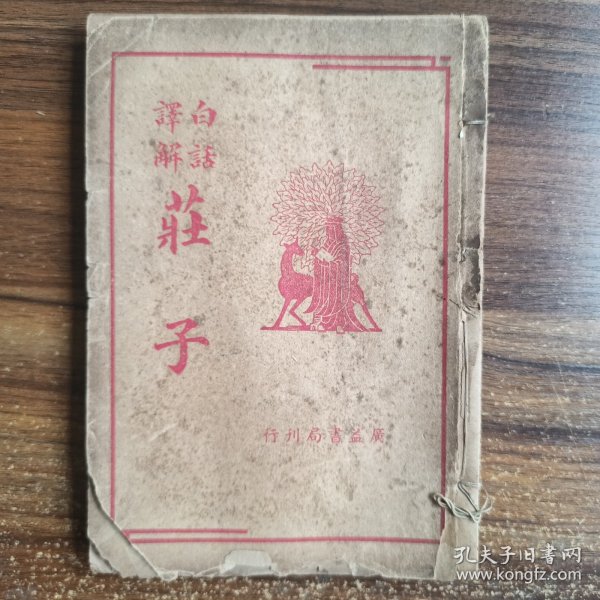 白話
譯解
莊子
廣益書局刊行
孔夫子旧书网
www.kongfz.com